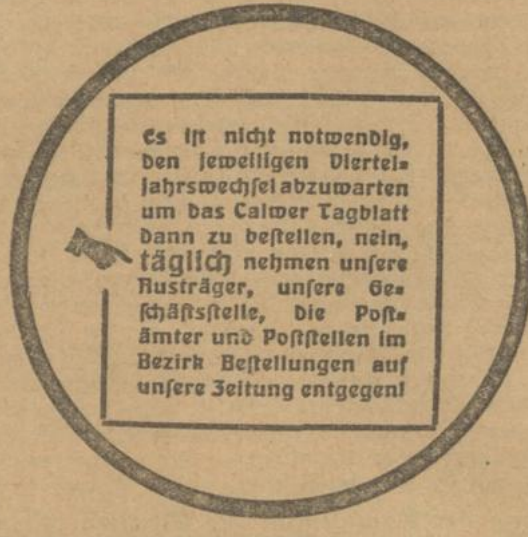 Es ist nicht notwendig,
den jeweiligen Viertel-
jahrswechsel abzuwarten
um das Calwer Tagblatt
dann zu bestellen, nein,
täglich nehmen unsere
Austräger, unsere Ge-
schäftsstelle, die Post-
ämter und Poststellen im
Bezirk Bestellungen auf
unsere Zeitung entgegen!